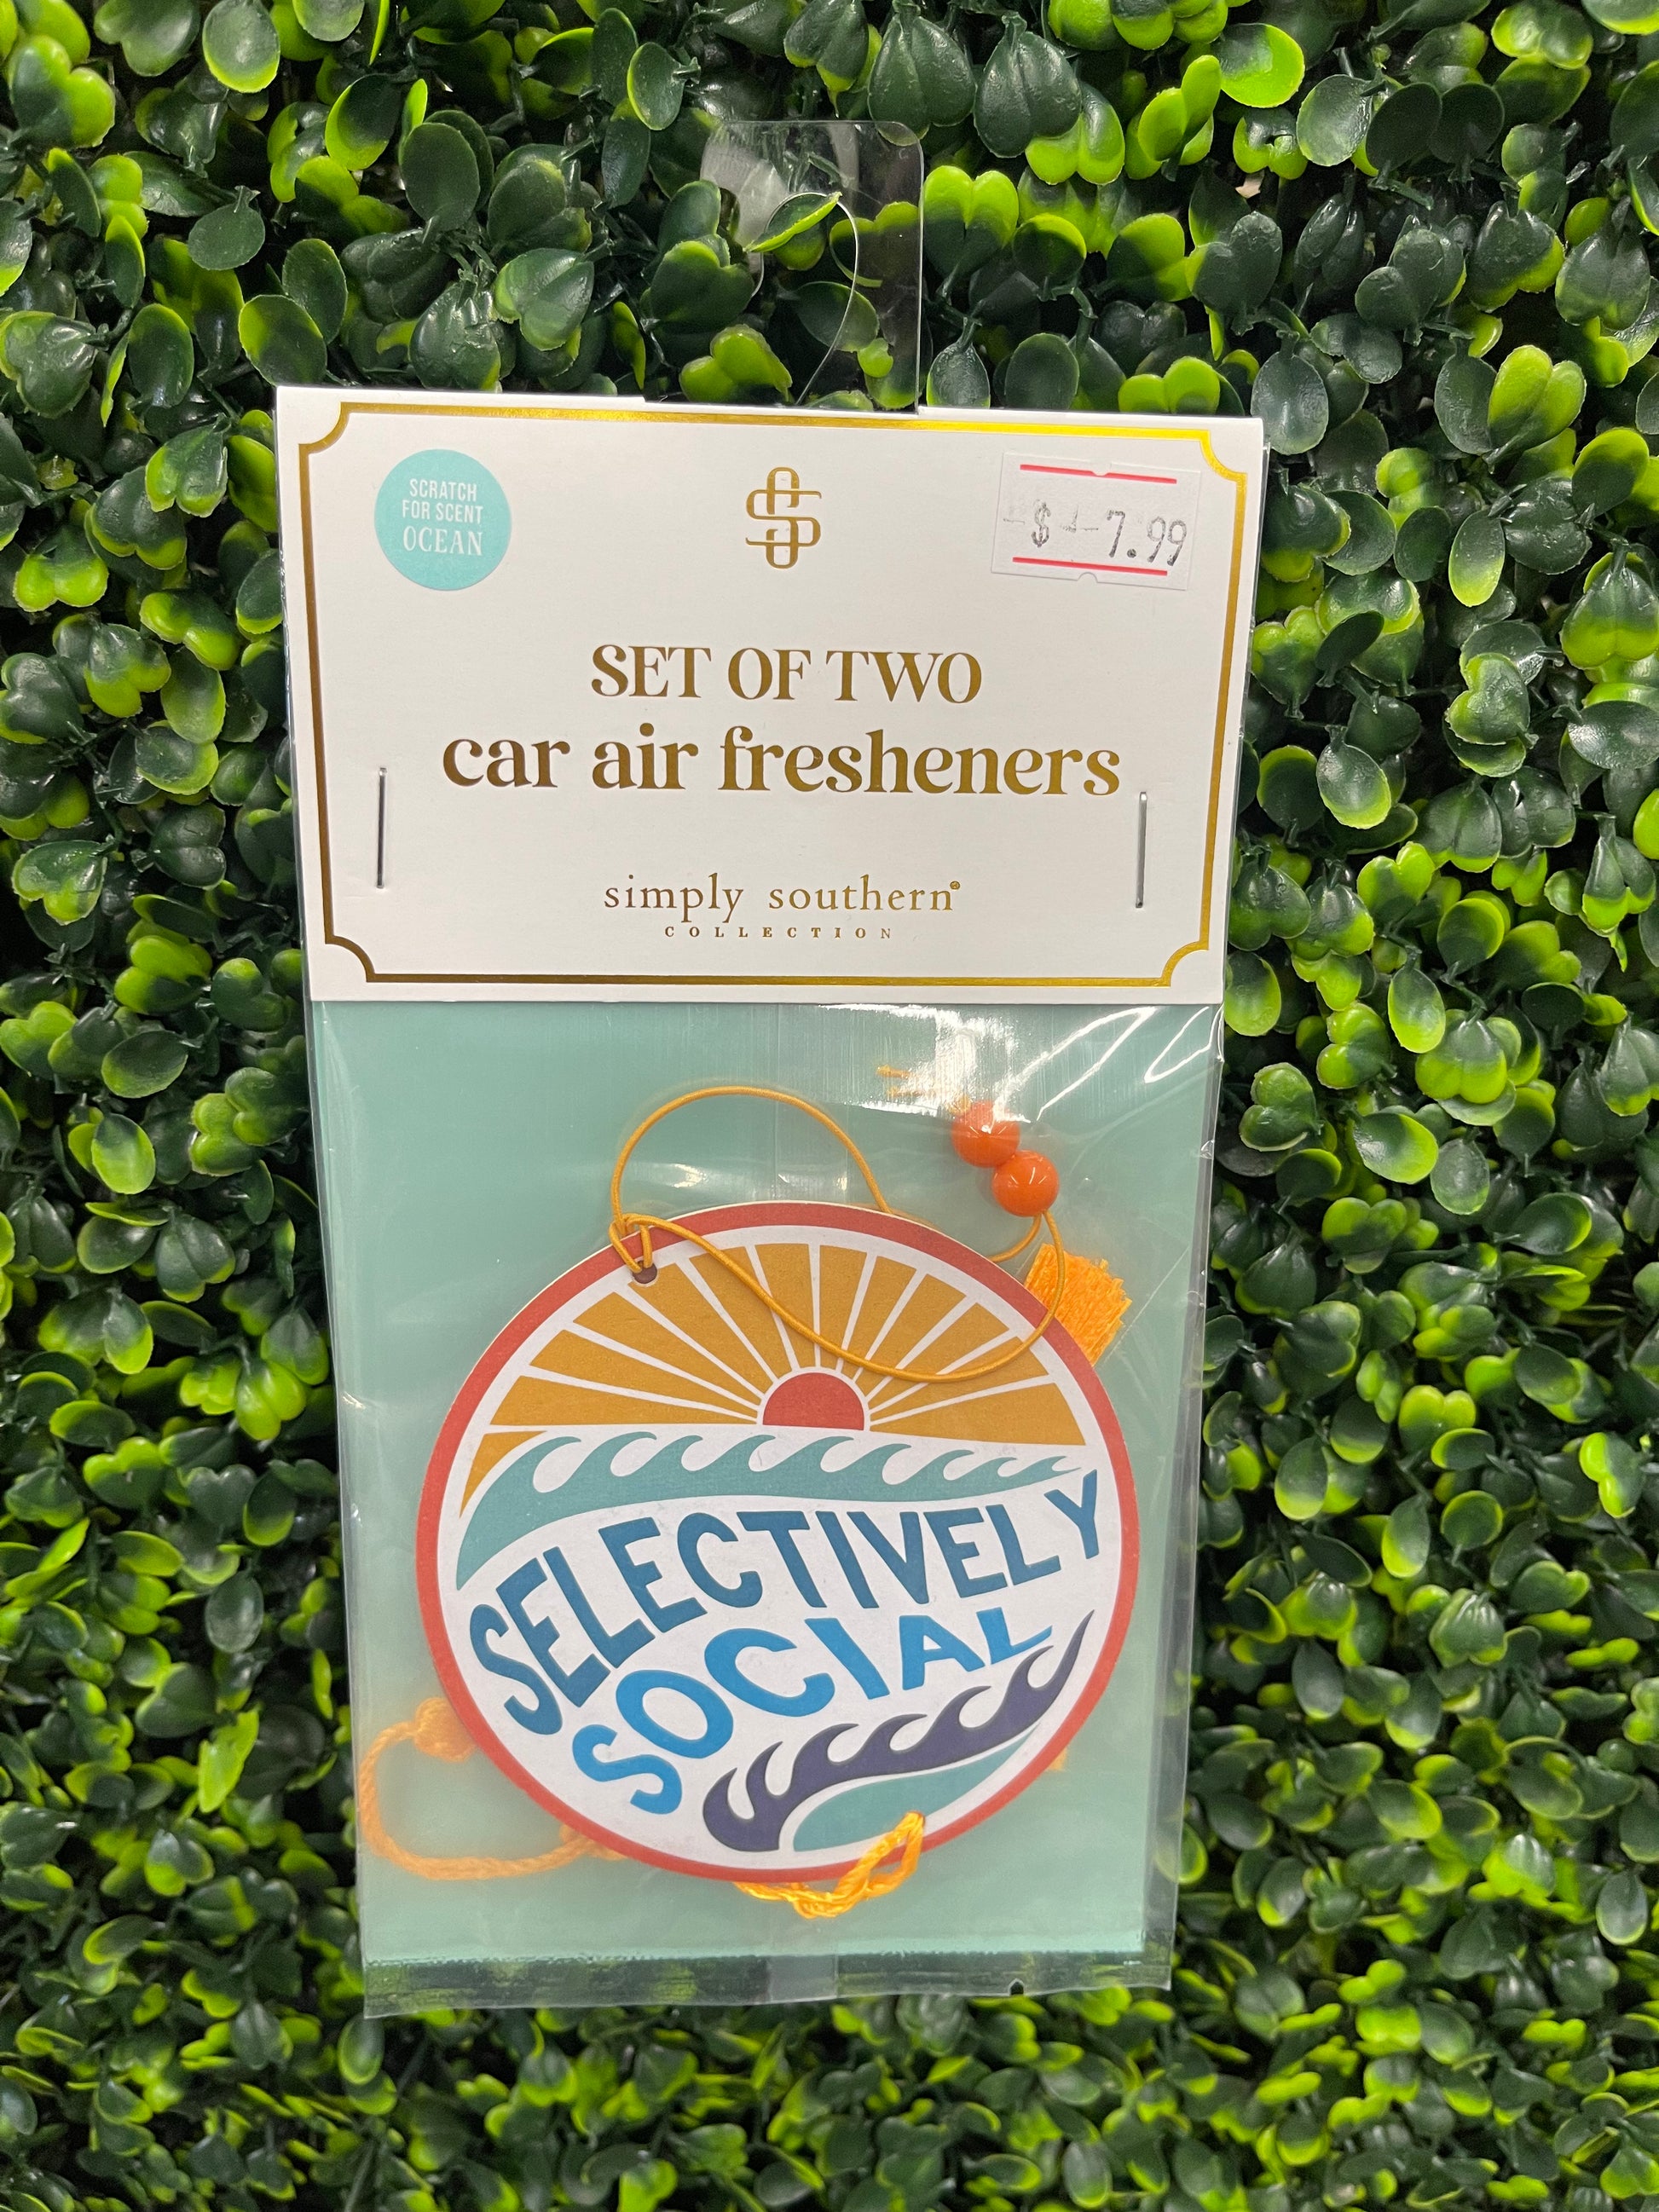 SCRATCH
FOR SCENT
OCEAN
$ 7.99
SET OF TWO
car air fresheners
simply southern®
COLLECTION
SELECTIVELY
SOCIAL